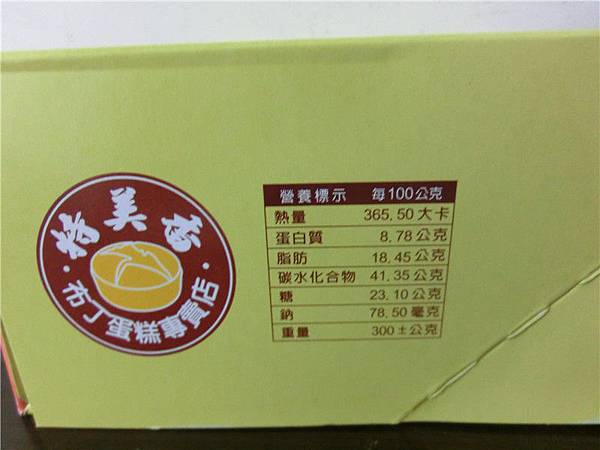 好美香
·布丁蛋糕專賣店·
營養標示 每100公克
熱量 365.50大卡
蛋白質 8.78公克
脂肪 18.45公克
碳水化合物 41.35公克
糖 23.10公克
鈉 78.50毫克
重量 300±公克